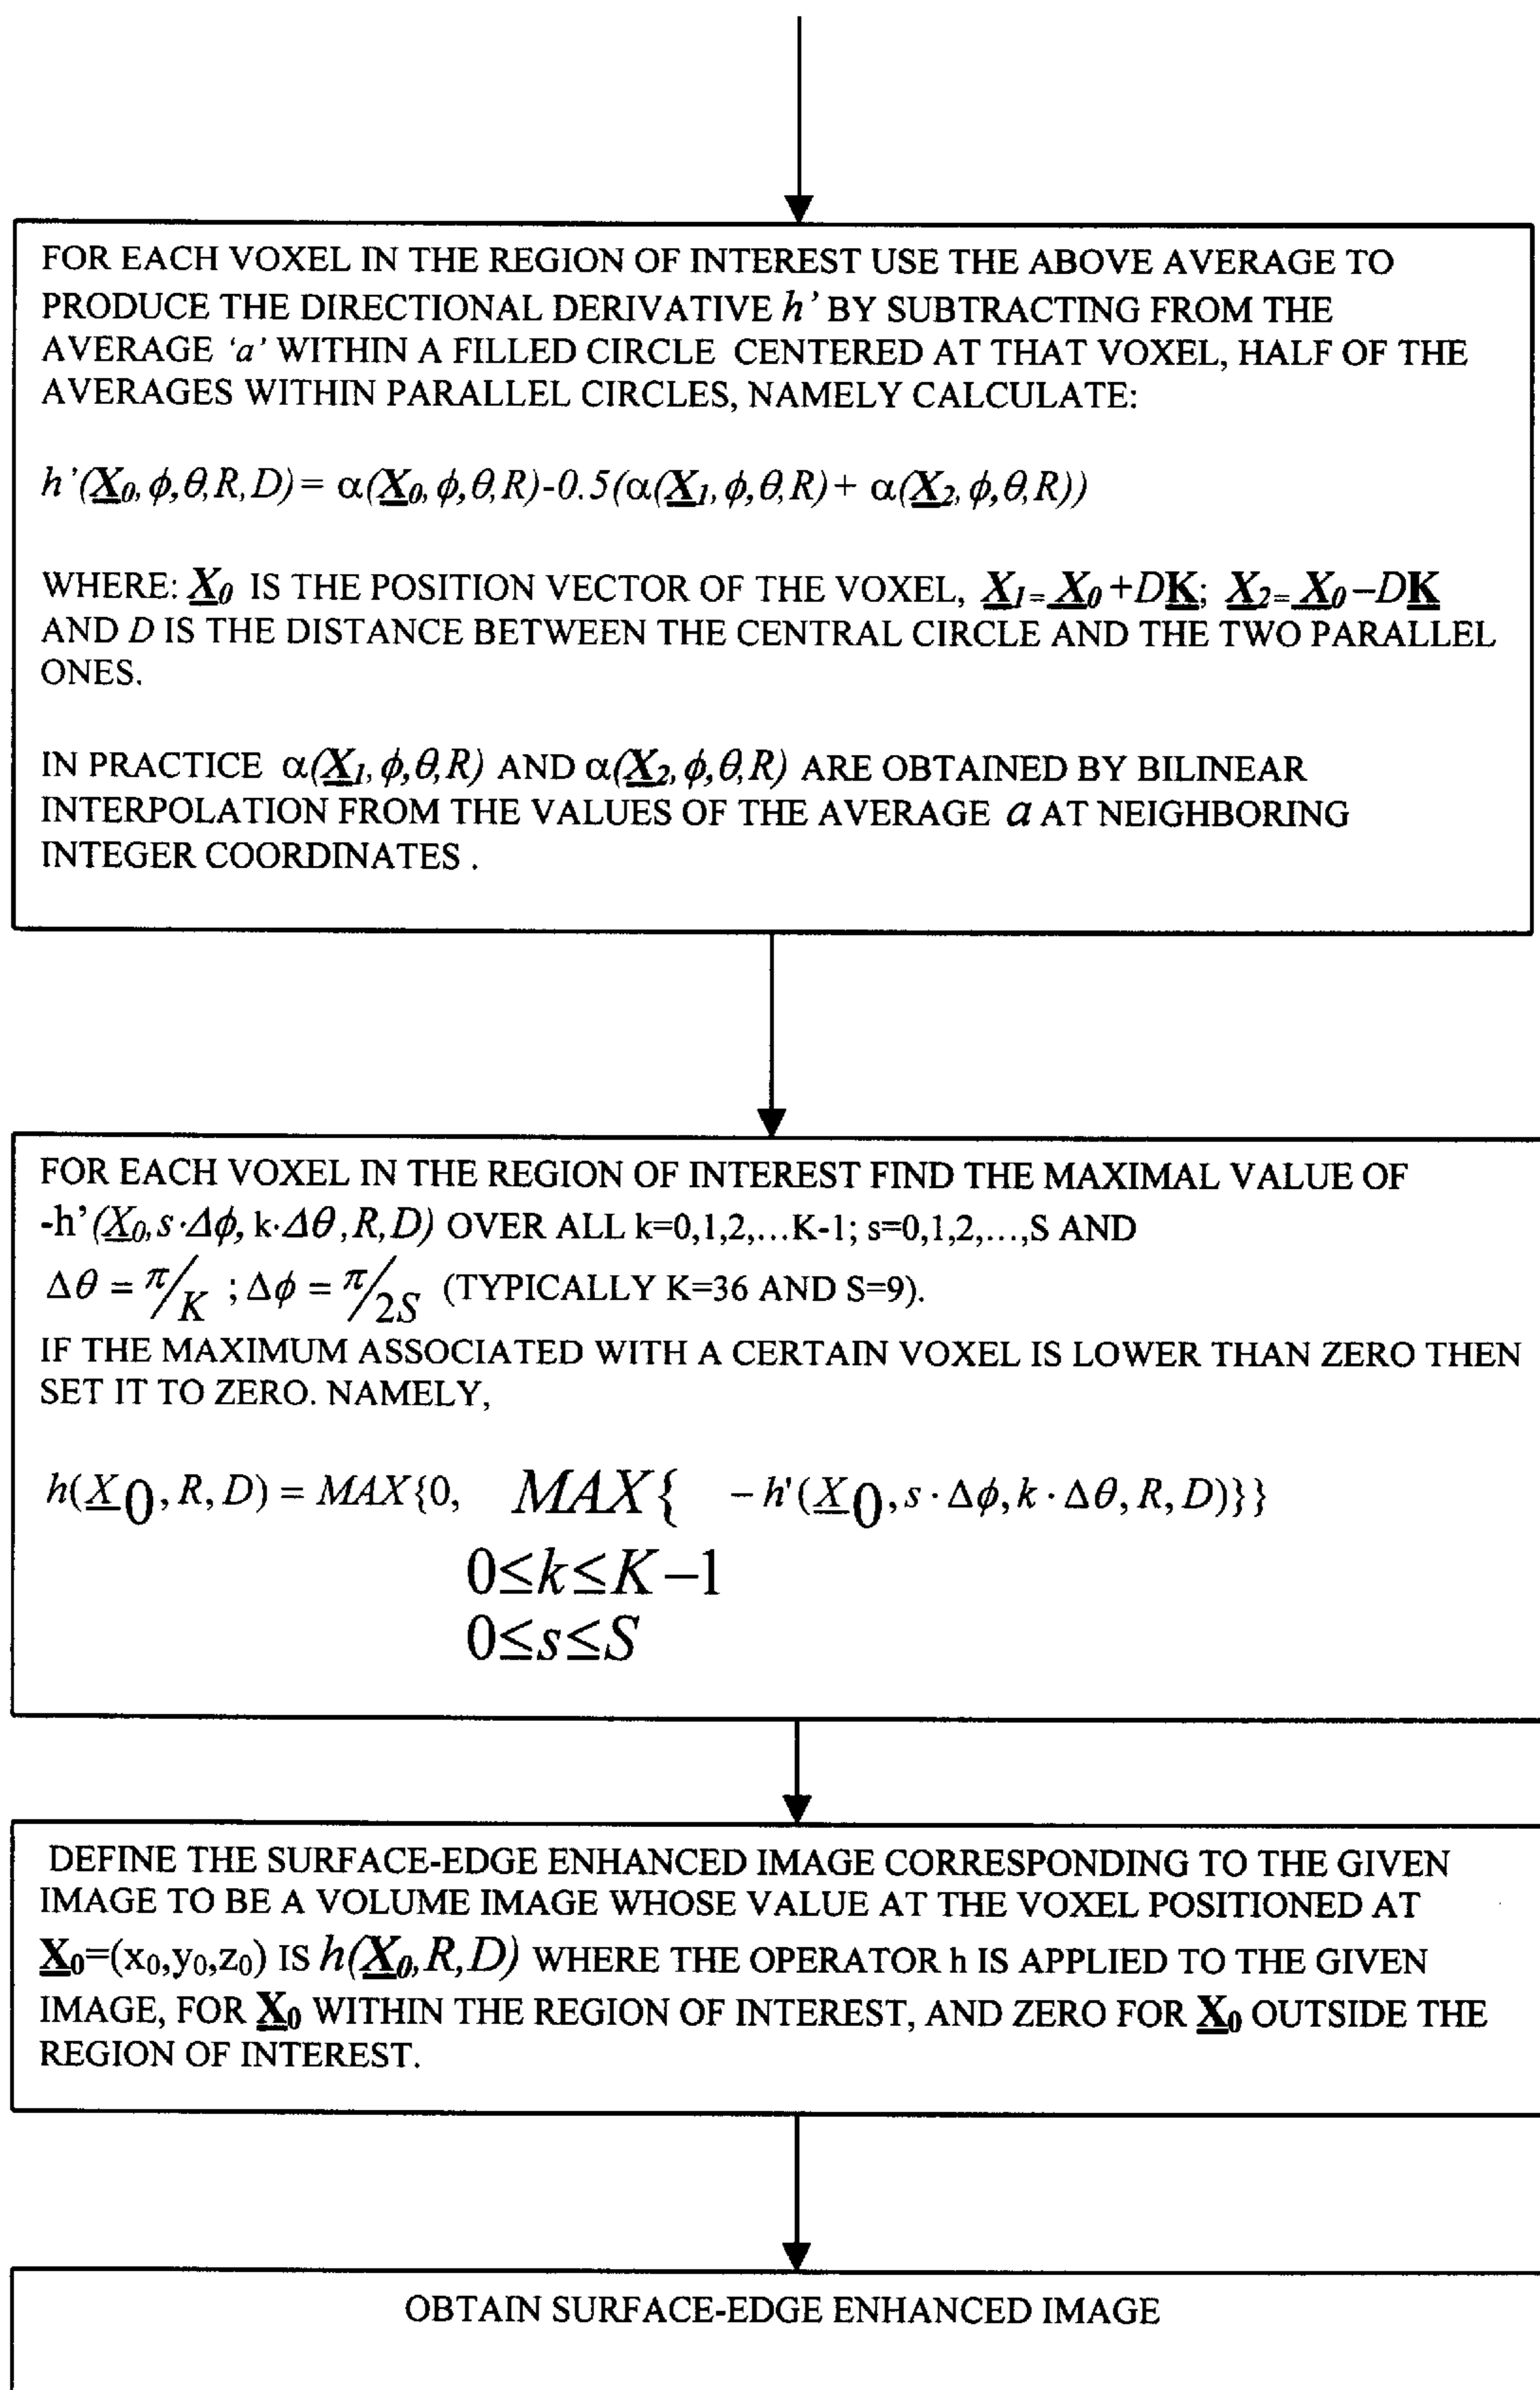 FOR EACH VOXEL IN THE REGION OF INTEREST USE THE ABOVE AVERAGE TO
PRODUCE THE DIRECTIONAL DERIVATIVE h' BY SUBTRACTING FROM THE
AVERAGE 'a' WITHIN A FILLED CIRCLE CENTERED AT THAT VOXEL, HALF OF THE
AVERAGES WITHIN PARALLEL CIRCLES, NAMELY CALCULATE:
h'(X0, ϕ, θ, R, D) = α(X0, ϕ, θ, R)-0.5(α(X1, ϕ, θ, R)+ α(X2, ϕ, θ, R))
WHERE: X0 IS THE POSITION VECTOR OF THE VOXEL, X1= X0 +DK; X2= X0 –DK
AND D IS THE DISTANCE BETWEEN THE CENTRAL CIRCLE AND THE TWO PARALLEL
ONES.
IN PRACTICE α(X1, ϕ, θ, R) AND α(X2, ϕ, θ, R) ARE OBTAINED BY BILINEAR
INTERPOLATION FROM THE VALUES OF THE AVERAGE a AT NEIGHBORING
INTEGER COORDINATES .
FOR EACH VOXEL IN THE REGION OF INTEREST FIND THE MAXIMAL VALUE OF
-h'(X0, s·Δϕ, k·Δθ, R, D) OVER ALL k=0,1,2,...K-1; s=0,1,2,...,S AND
Δθ = π/K ; Δϕ = π/2S (TYPICALLY K=36 AND S=9).
IF THE MAXIMUM ASSOCIATED WITH A CERTAIN VOXEL IS LOWER THAN ZERO THEN
SET IT TO ZERO. NAMELY,
h(X0, R, D) = MAX{0, MAX{ – h'(X0, s · Δϕ, k · Δθ, R, D)}}
0≤k≤K–1
0≤s≤S
DEFINE THE SURFACE-EDGE ENHANCED IMAGE CORRESPONDING TO THE GIVEN
IMAGE TO BE A VOLUME IMAGE WHOSE VALUE AT THE VOXEL POSITIONED AT
X0=(x0,y0,z0) IS h(X0, R, D) WHERE THE OPERATOR h IS APPLIED TO THE GIVEN
IMAGE, FOR X0 WITHIN THE REGION OF INTEREST, AND ZERO FOR X0 OUTSIDE THE
REGION OF INTEREST.
OBTAIN SURFACE-EDGE ENHANCED IMAGE